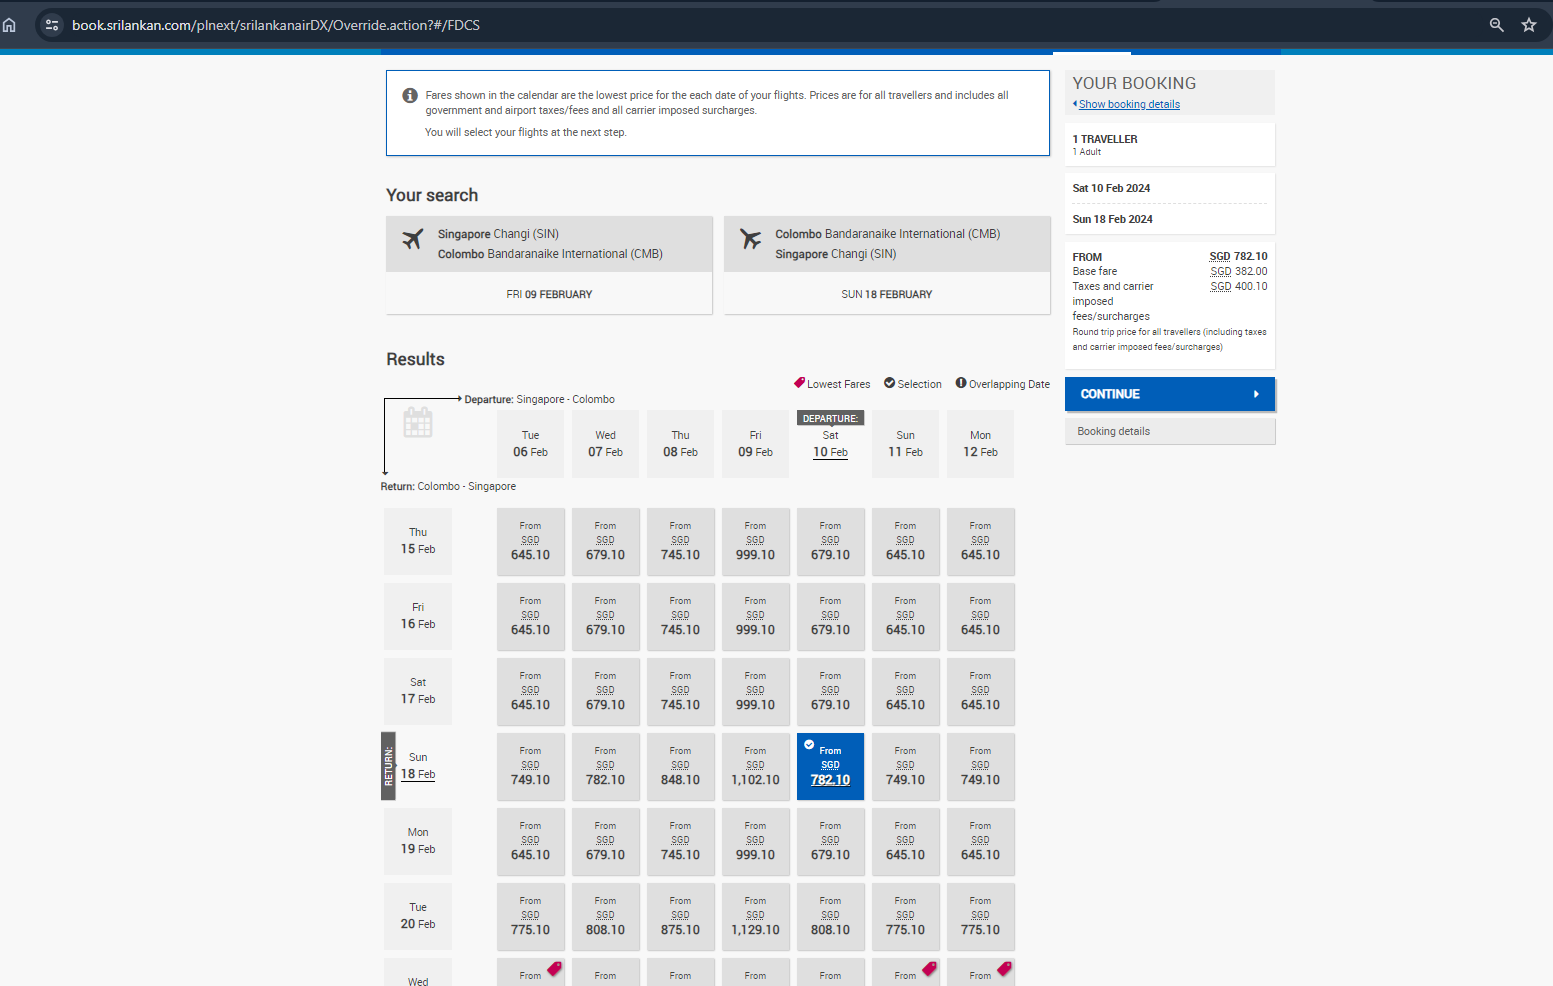 book.srilankan.com/plnext/srilankanairDX/Override.action?#/FDCS
Fares shown in the calendar are the lowest price for the each date of your flights. Prices are for all travellers and includes all
government and airport taxes/fees and all carrier imposed surcharges.
You will select your flights at the next step.
YOUR BOOKING
Show booking details
1 TRAVELLER
1 Adult
Sat 10 Feb 2024
Sun 18 Feb 2024
FROM SGD 782.10
Base fare SGD 382.00
Taxes and carrier SGD 400.10
imposed
fees/surcharges
Round trip price for all travellers (including taxes
and carrier imposed fees/surcharges)
CONTINUE
Booking details
Your search
Singapore Changi (SIN)
Colombo Bandaranaike International (CMB)
FRI 09 FEBRUARY
Colombo Bandaranaike International (CMB)
Singapore Changi (SIN)
SUN 18 FEBRUARY
Results
Lowest Fares Selection Overlapping Date
Departure: Singapore - Colombo
DEPARTURE:
Tue Wed Thu Fri Sat Sun Mon
06 Feb 07 Feb 08 Feb 09 Feb 10 Feb 11 Feb 12 Feb
Return: Colombo - Singapore
Thu
15 Feb
From From From From From From From
SGD SGD SGD SGD SGD SGD SGD
645.10 679.10 745.10 999.10 679.10 645.10 645.10
Fri
16 Feb
From From From From From From From
SGD SGD SGD SGD SGD SGD SGD
645.10 679.10 745.10 999.10 679.10 645.10 645.10
Sat
17 Feb
From From From From From From From
SGD SGD SGD SGD SGD SGD SGD
645.10 679.10 745.10 999.10 679.10 645.10 645.10
RETURN:
Sun
18 Feb
From From From From From From From
SGD SGD SGD SGD SGD SGD SGD
749.10 782.10 848.10 1,102.10 782.10 749.10 749.10
Mon
19 Feb
From From From From From From From
SGD SGD SGD SGD SGD SGD SGD
645.10 679.10 745.10 999.10 679.10 645.10 645.10
Tue
20 Feb
From From From From From From From
SGD SGD SGD SGD SGD SGD SGD
775.10 808.10 875.10 1,129.10 808.10 775.10 775.10
Wed
From From From From From From From